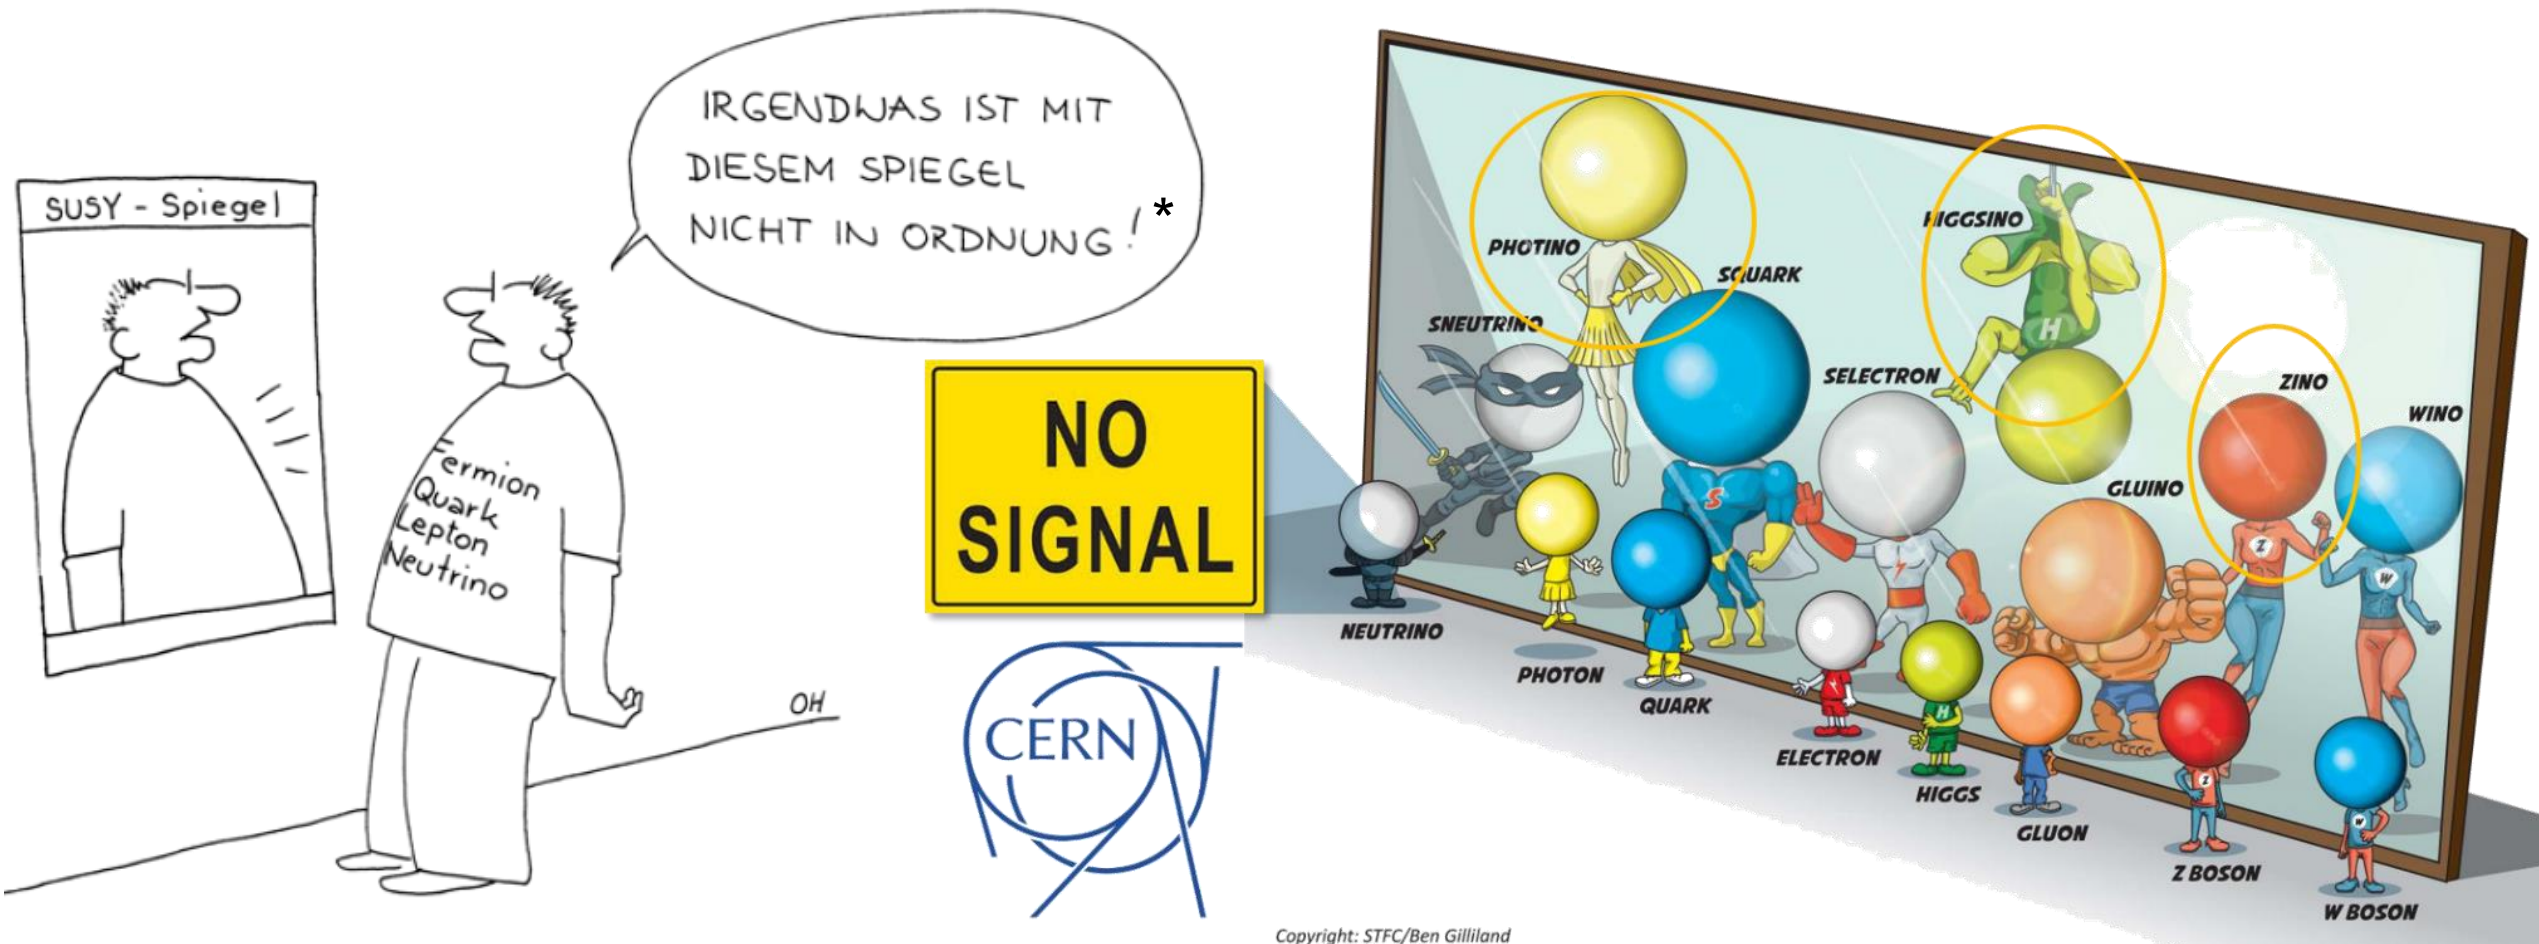 SUSY - Spiegel
IRGENDWAS IST MIT
DIESEM SPIEGEL
NICHT IN ORDNUNG! *
Fermion
Quark
Lepton
Neutrino
OH
NO
SIGNAL
CERN
PHOTINO
HIGGSINO
SQUARK
SNEUTRINO
SELECTRON
ZINO
WINO
GLUINO
S
H
Z
W
NEUTRINO
PHOTON
QUARK
ELECTRON
H
HIGGS
GLUON
Z
Z BOSON
W
W BOSON
Copyright: STFC/Ben Gilliland